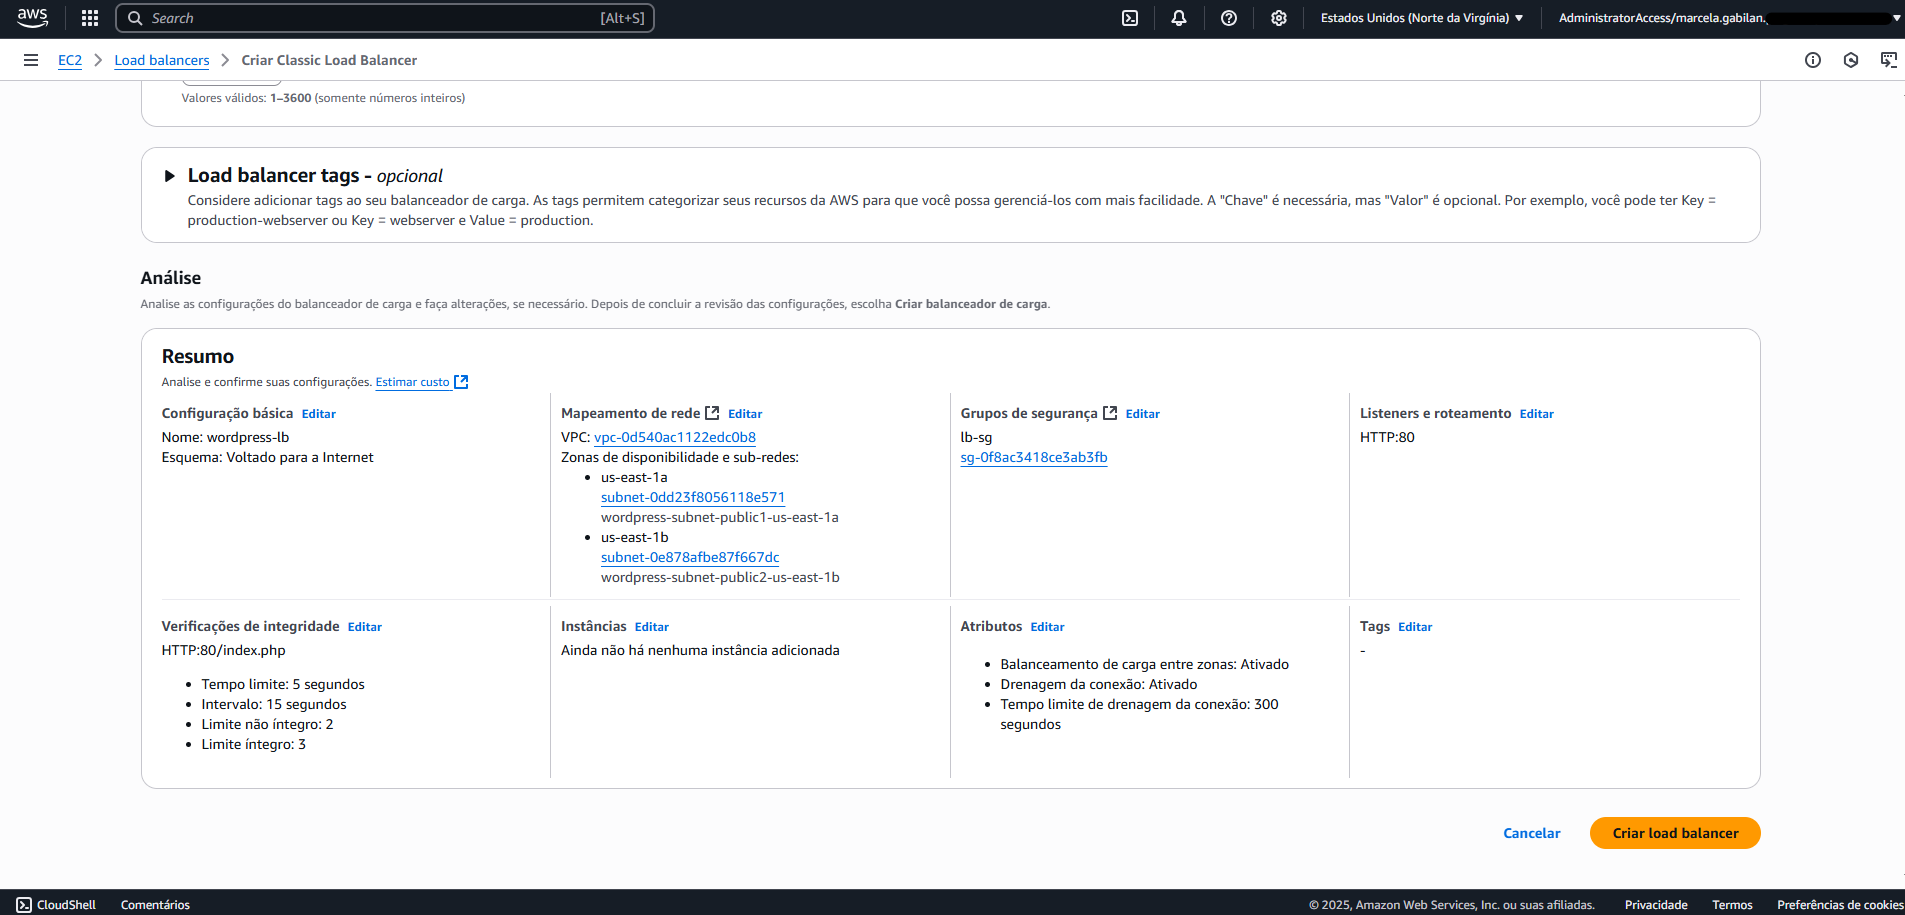 aws
Search
[Alt+S]
Estados Unidos (Norte da Virgínia)
AdministratorAccess/marcela.gabilan.
EC2
Load balancers
Criar Classic Load Balancer
Valores válidos: 1–3600 (somente números inteiros)
Load balancer tags - opcional
Considere adicionar tags ao seu balanceador de carga. As tags permitem categorizar seus recursos da AWS para que você possa gerenciá-los com mais facilidade. A "Chave" é necessária, mas "Valor" é opcional. Por exemplo, você pode ter Key =
production-webserver ou Key = webserver e Value = production.
Análise
Analise as configurações do balanceador de carga e faça alterações, se necessário. Depois de concluir a revisão das configurações, escolha Criar balanceador de carga.
Resumo
Analise e confirme suas configurações. Estimar custo
Configuração básica Editar
Nome: wordpress-lb
Esquema: Voltado para a Internet
Mapeamento de rede Editar
VPC: vpc-0d540ac1122edc0b8
Zonas de disponibilidade e sub-redes:
• us-east-1a
subnet-0dd23f8056118e571
wordpress-subnet-public1-us-east-1a
• us-east-1b
subnet-0e878afbe87f667dc
wordpress-subnet-public2-us-east-1b
Grupos de segurança Editar
lb-sg
sg-0f8ac3418ce3ab3fb
Listeners e roteamento Editar
HTTP:80
Verificações de integridade Editar
HTTP:80/index.php
• Tempo limite: 5 segundos
• Intervalo: 15 segundos
• Limite não íntegro: 2
• Limite íntegro: 3
Instâncias Editar
Ainda não há nenhuma instância adicionada
Atributos Editar
• Balanceamento de carga entre zonas: Ativado
• Drenagem da conexão: Ativado
• Tempo limite de drenagem da conexão: 300
segundos
Tags Editar
-
Cancelar
Criar load balancer
CloudShell
Comentários
© 2025, Amazon Web Services, Inc. ou suas afiliadas.
Privacidade
Termos
Preferências de cookies